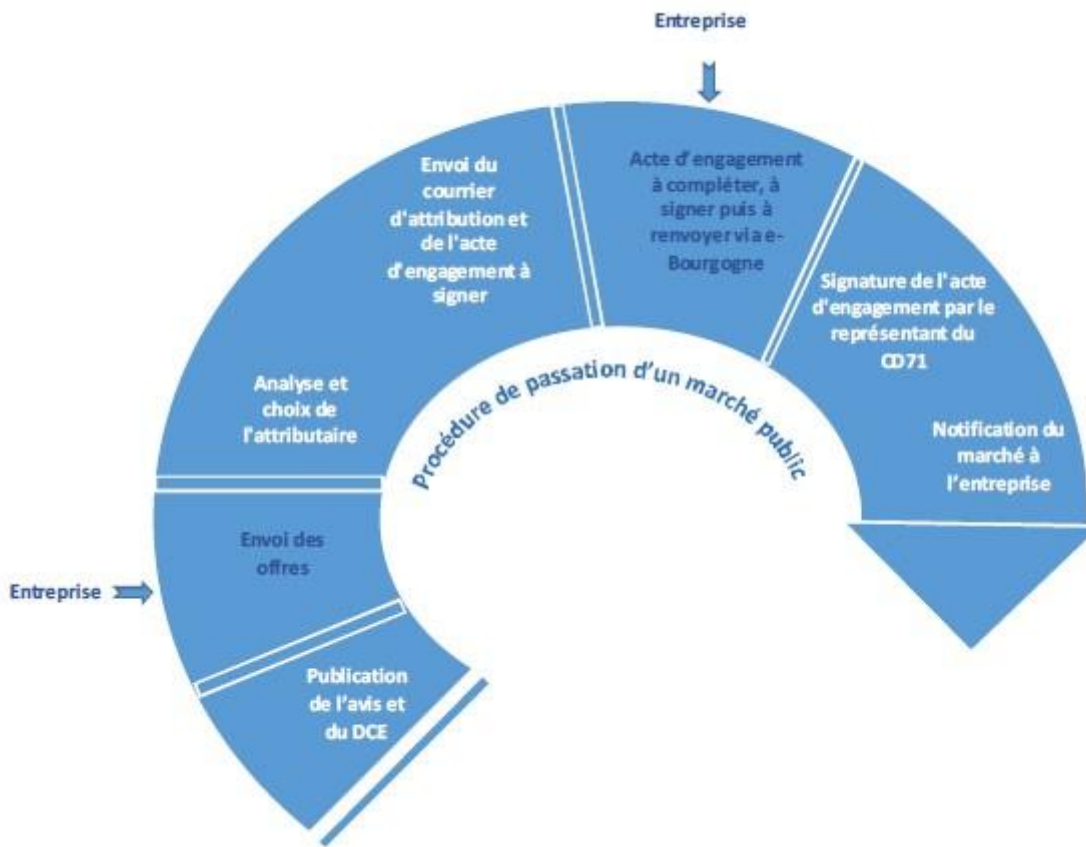 Entreprise
Acte d'engagement
à compléter, à
signer puis à
renvoyer via e-
Bourgogne
Envoi du
courrier
d'attribution et
de l'acte
d'engagement à
signer
Signature de l'acte
d'engagement par le
représentant du
CD71
Analyse et
choix de
l'attributaire
Procédure de passation d'un marché public
Notification du
marché à
l'entreprise
Envoi des
offres
Entreprise
Publication
de l'avis et
du DCE